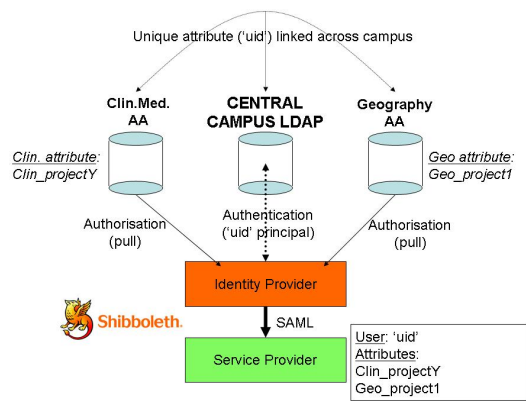 Unique attribute (‘uid’) linked across campus
Clin.Med.
AA
CENTRAL
CAMPUS LDAP
Geography
AA
Clin. attribute:
Clin_projectY
Geo attribute:
Geo_project1
Authorisation
(pull)
Authentication
(‘uid’ principal)
Authorisation
(pull)
Identity Provider
Shibboleth.
SAML
Service Provider
User: ‘uid’
Attributes:
Clin_projectY
Geo_project1